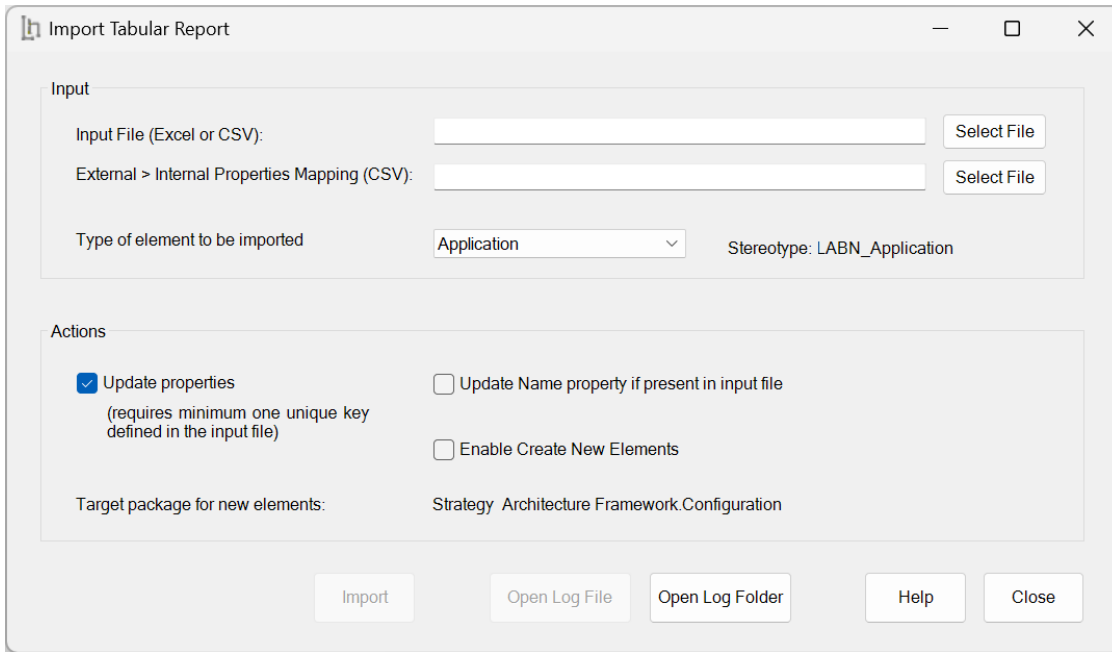 Import Tabular Report
Input
Input File (Excel or CSV):
Select File
External > Internal Properties Mapping (CSV):
Select File
Type of element to be imported
Application
Stereotype: LABN_Application
Actions
Update properties
Update Name property if present in input file
(requires minimum one unique key
defined in the input file)
Enable Create New Elements
Target package for new elements:
Strategy Architecture Framework.Configuration
Import
Open Log File
Open Log Folder
Help
Close